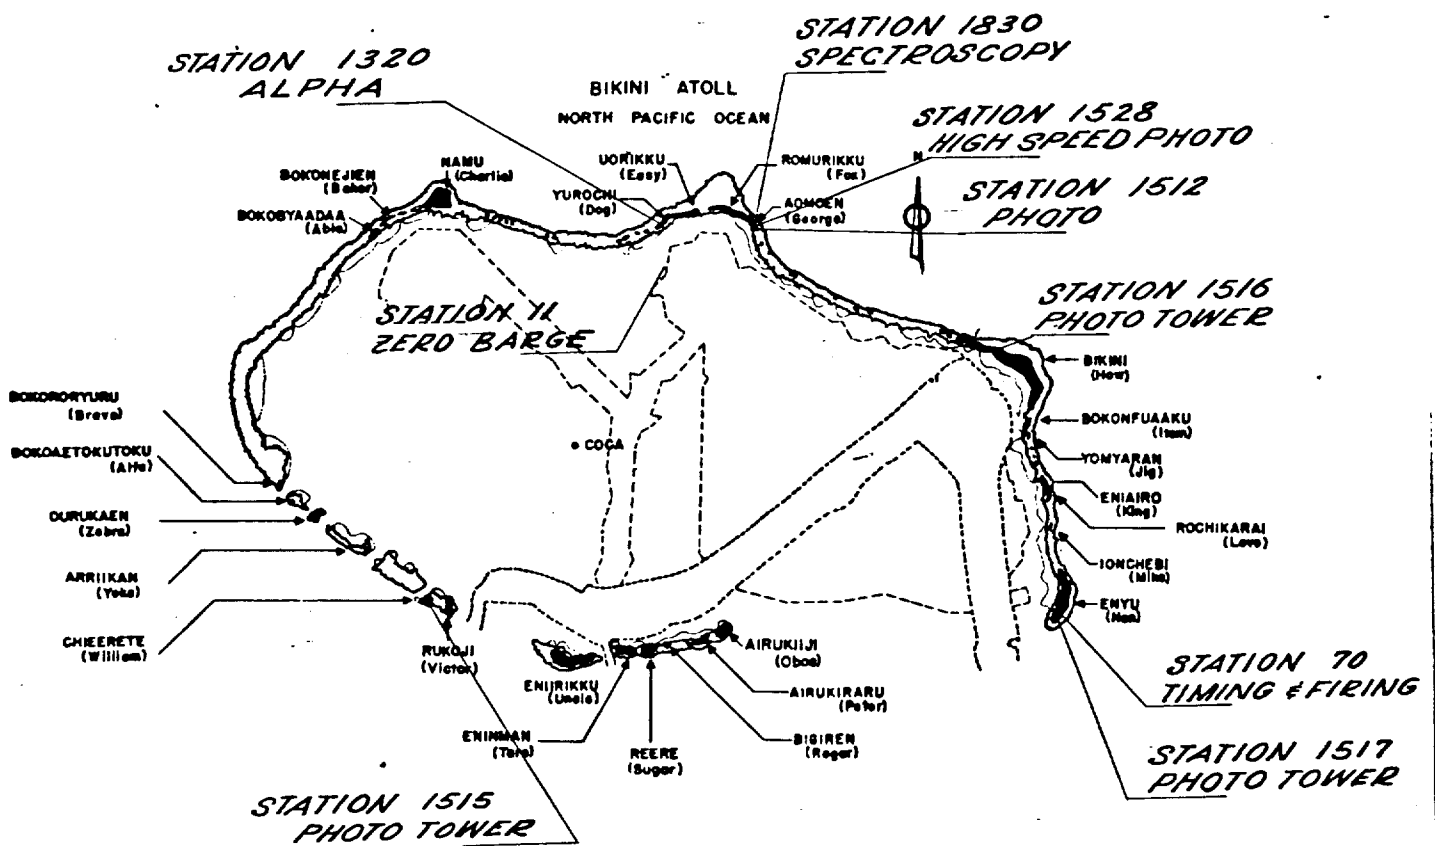 STATION 1830
SPECTROSCOPY
STATION 1320
ALPHA
BIKINI ATOLL
NORTH PACIFIC OCEAN
STATION 1528
HIGH SPEED PHOTO
N
STATION 1512
PHOTO
NAMU
(Charlie)
BOKONEJIEN
(Baker)
BOKOBYAADAA
(Able)
UORIKKU
(Easy)
YUROCHI
(Dog)
ROMURIKKU
(Fox)
AOMOEN
(George)
STATION 11
ZERO BARGE
STATION 1516
PHOTO TOWER
BIKINI
(How)
BOKORORYURU
(Bravo)
BOKOAETOKUTOKU
(Alfa)
OURUKAEN
(Zebra)
ARRIIKAN
(Yoke)
CHIEERETE
(William)
COCA
BOKONFUAAKU
(Item)
YOMYARAN
(Jig)
ENIAIRO
(King)
ROCHIKARAI
(Love)
IONCHEBI
(Mike)
ENYU
(Nan)
RUKOJI
(Victor)
ENIIRIKKU
(Uncle)
ENINMAN
(Tare)
REERE
(Sugar)
BIGIREN
(Roger)
AIRUKIRARU
(Peter)
AIRUKIIJI
(Oboe)
STATION 70
TIMING & FIRING
STATION 1517
PHOTO TOWER
STATION 1515
PHOTO TOWER